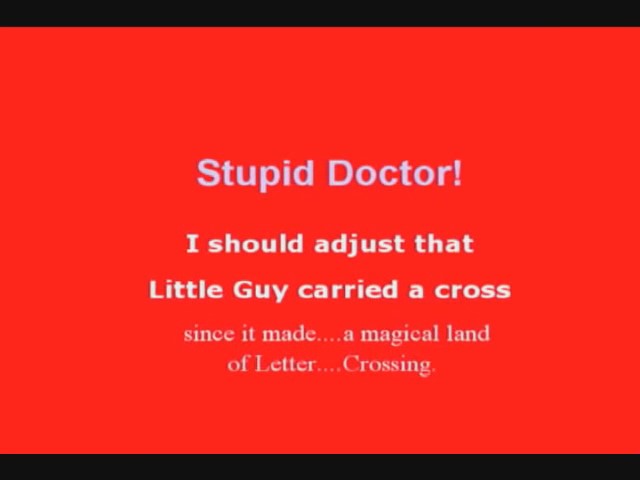 Stupid Doctor!
I should adjust that
Little Guy carried a cross
since it made....a magical land
of Letter....Crossing.